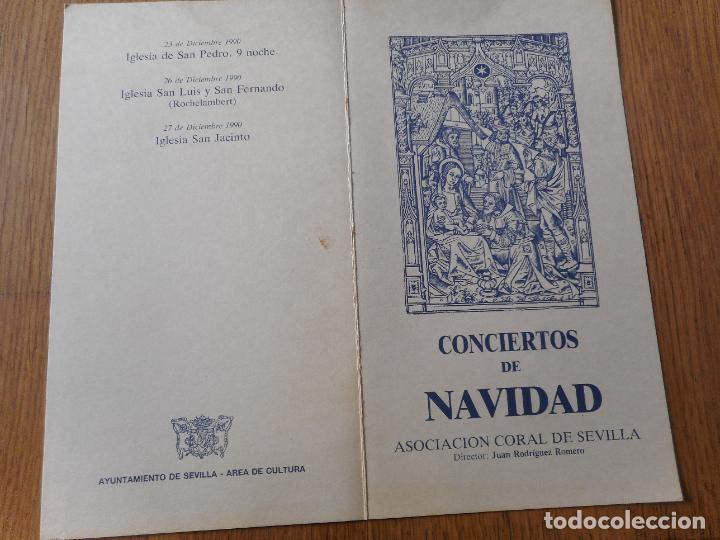 23 de Diciembre 1990
Iglesia de San Pedro. 9 noche.
26 de Diciembre 1990
Iglesia San Luis y San Fernando
(Rochelambert)
27 de Diciembre 1990
Iglesia San Jacinto
AYUNTAMIENTO DE SEVILLA - AREA DE CULTURA
CONCIERTOS
DE
NAVIDAD
ASOCIACION CORAL DE SEVILLA
Director: Juan Rodríguez Romero
todocoleccion.net